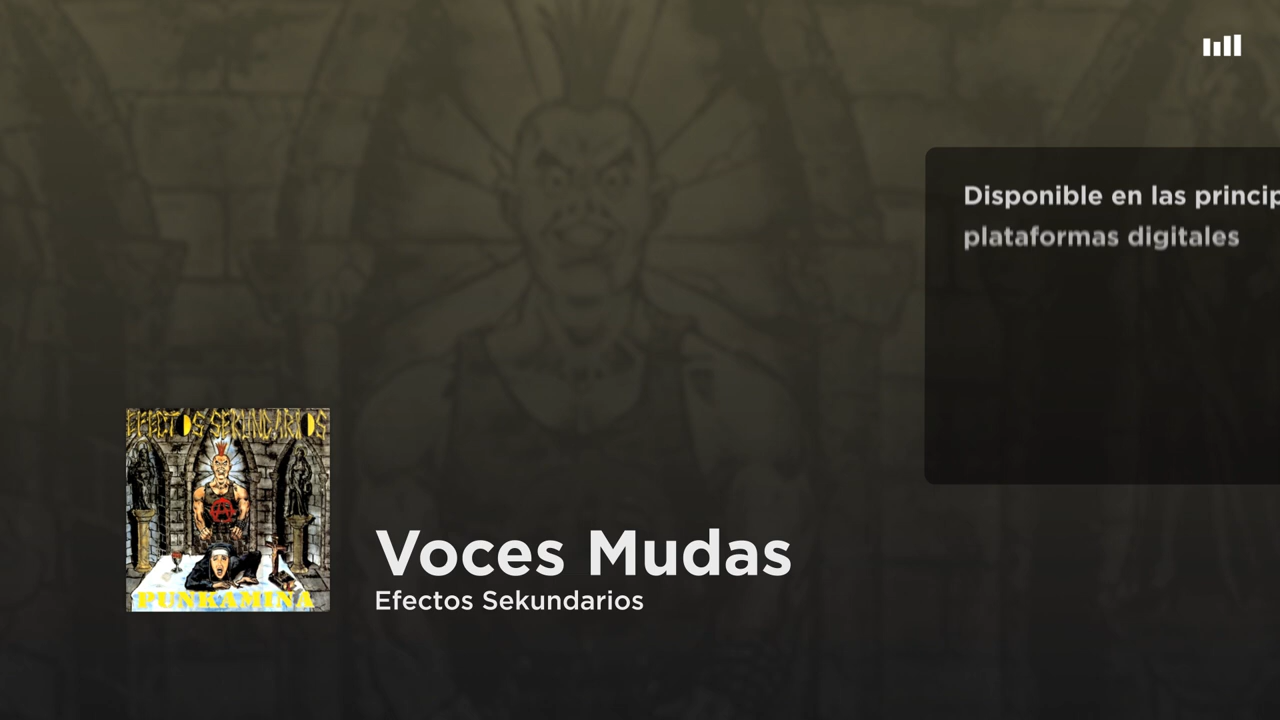 Disponible en las princip
plataformas digitales
EFECTOS SEKUNDARIOS
PUNKAMINA
Voces Mudas
Efectos Sekundarios